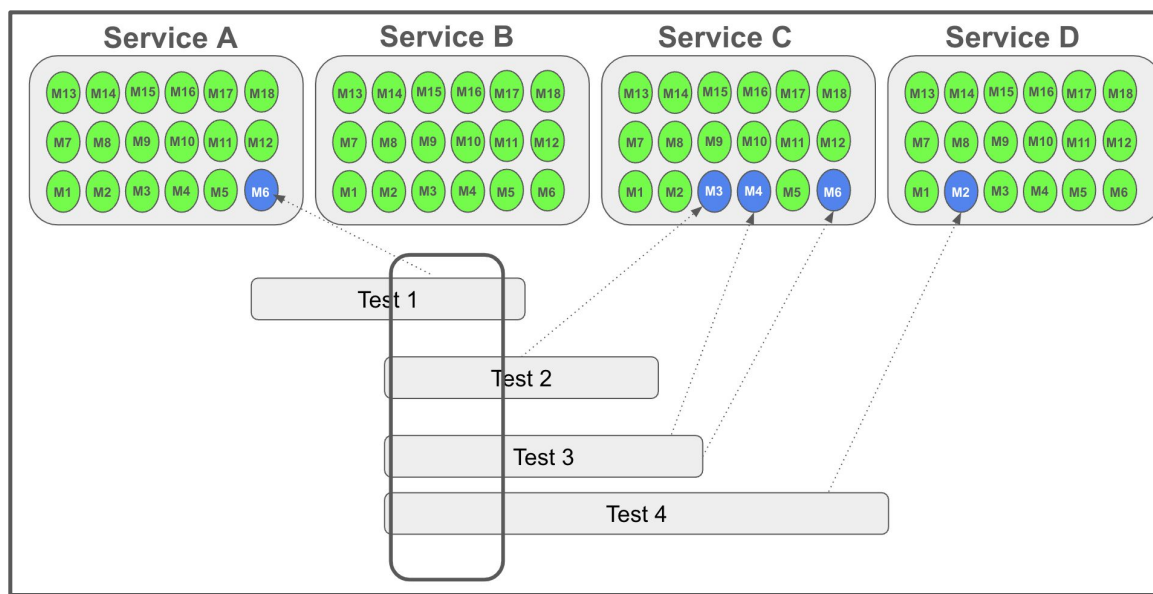 Service A Service B Service C Service D
M13 M14 M15 M16 M17 M18 M13 M14 M15 M16 M17 M18 M13 M14 M15 M16 M17 M18 M13 M14 M15 M16 M17 M18
M7 M8 M9 M10 M11 M12 M7 M8 M9 M10 M11 M12 M7 M8 M9 M10 M11 M12 M7 M8 M9 M10 M11 M12
M1 M2 M3 M4 M5 M6 M1 M2 M3 M4 M5 M6 M1 M2 M3 M4 M5 M6 M1 M2 M3 M4 M5 M6
Test 1
Test 2
Test 3
Test 4